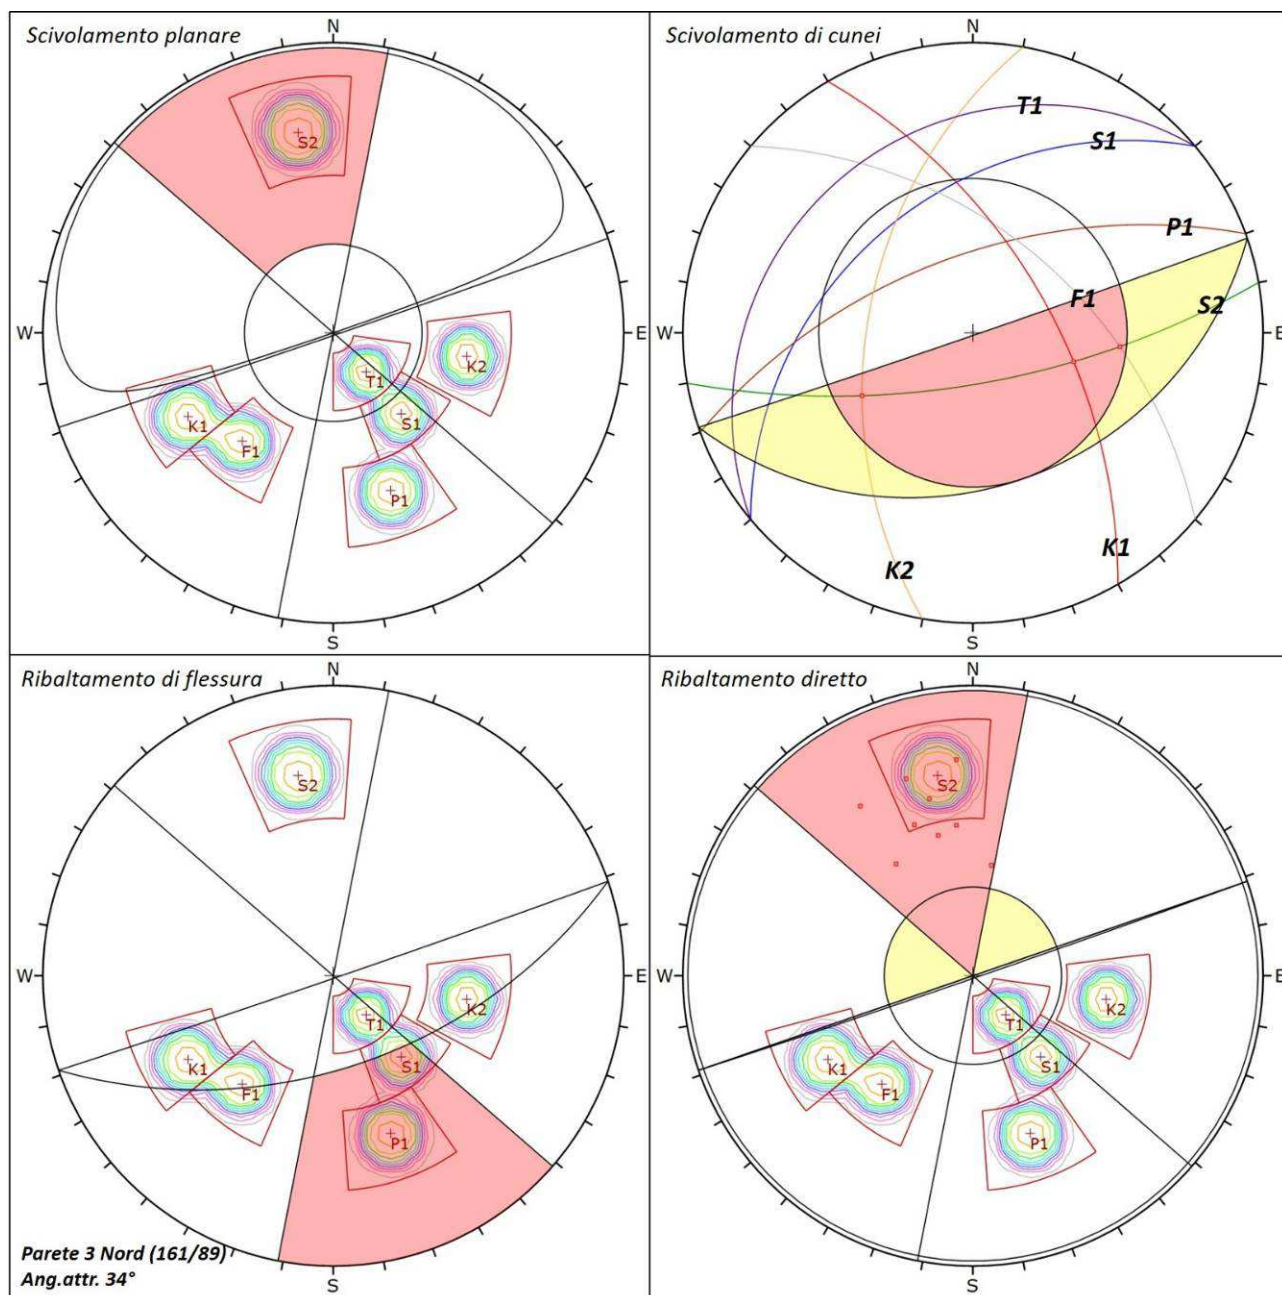 Scivolamento planare
N
S2
W
E
T1
K2
K1
F1
S1
P1
S
Scivolamento di cunei
N
T1
S1
P1
F1
S2
W
E
K1
K2
S
Ribaltamento di flessura
N
S2
W
E
T1
K2
K1
F1
S1
P1
Parete 3 Nord (161/89)
Ang.attr. 34°
S
Ribaltamento diretto
N
S2
W
E
T1
K2
K1
F1
S1
P1
S